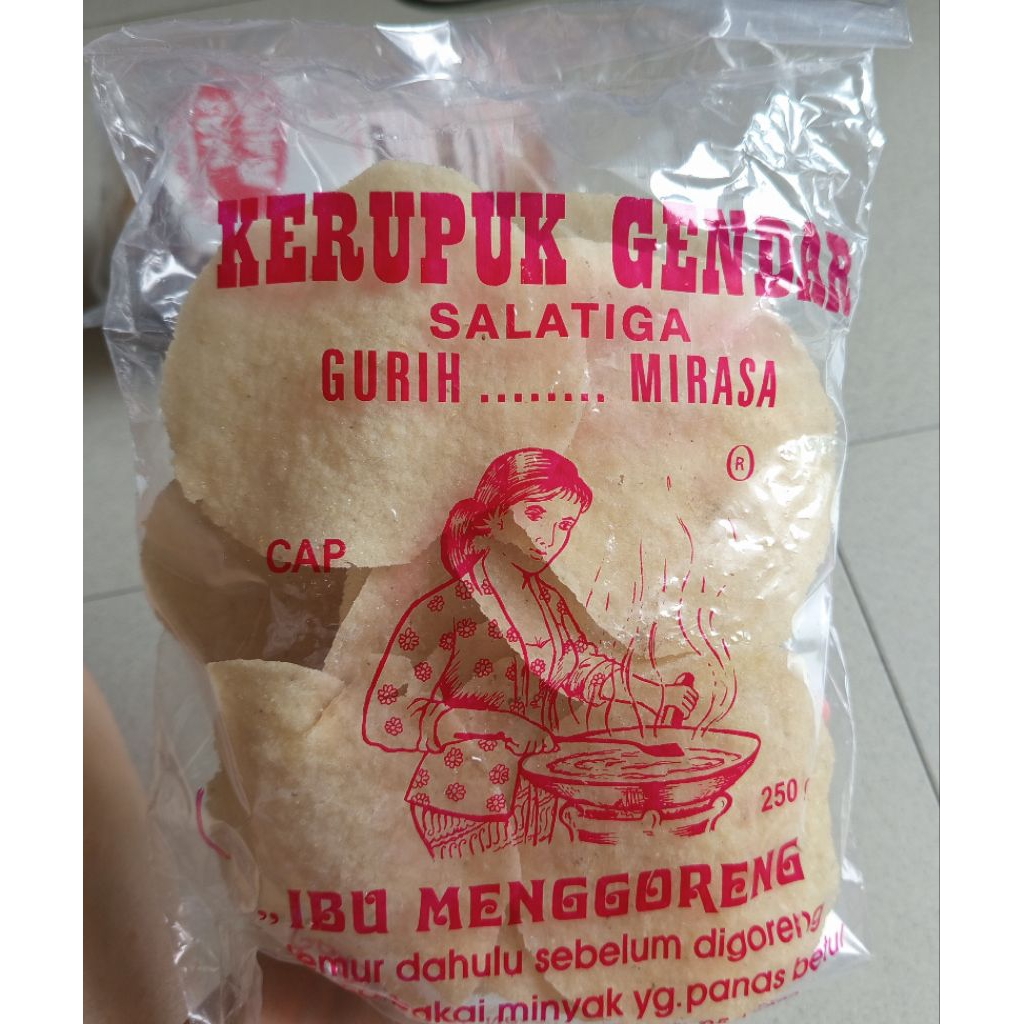 KERUPUK GENDAR
SALATIGA
GURIH ........ MIRASA
®
CAP
250
„ IBU MENGGORENG
dahulu sebelum digoreng
minyak yg.panas